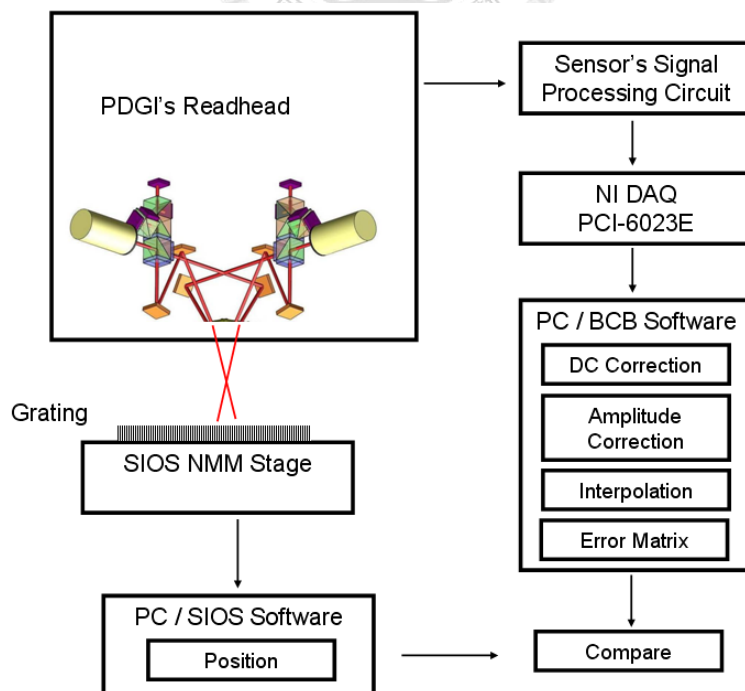 PDGI's Readhead
Sensor's Signal
Processing Circuit
NI DAQ
PCI-6023E
PC / BCB Software
DC Correction
Amplitude
Correction
Interpolation
Error Matrix
Grating
SIOS NMM Stage
PC / SIOS Software
Position
Compare